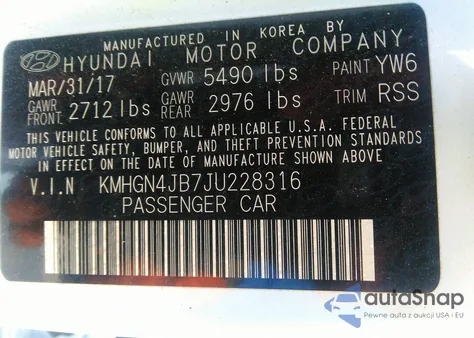 MANUFACTURED IN KOREA BY
HYUNDAI MOTOR COMPANY
MAR/31/17 GVWR 5490 lbs PAINT YW6
GAWR FRONT 2712 lbs GAWR REAR 2976 lbs TRIM RSS
THIS VEHICLE CONFORMS TO ALL APPLICABLE U.S.A FEDERAL
MOTOR VEHICLE SAFETY, BUMPER, AND THEFT PREVENTION STANDARDS
IN EFFECT ON THE DATE OF MANUFACTURE SHOWN ABOVE
V.I.N KMHGN4JB7JU228316
PASSENGER CAR
autoSnap
Pewne auta z aukcji USA i EU